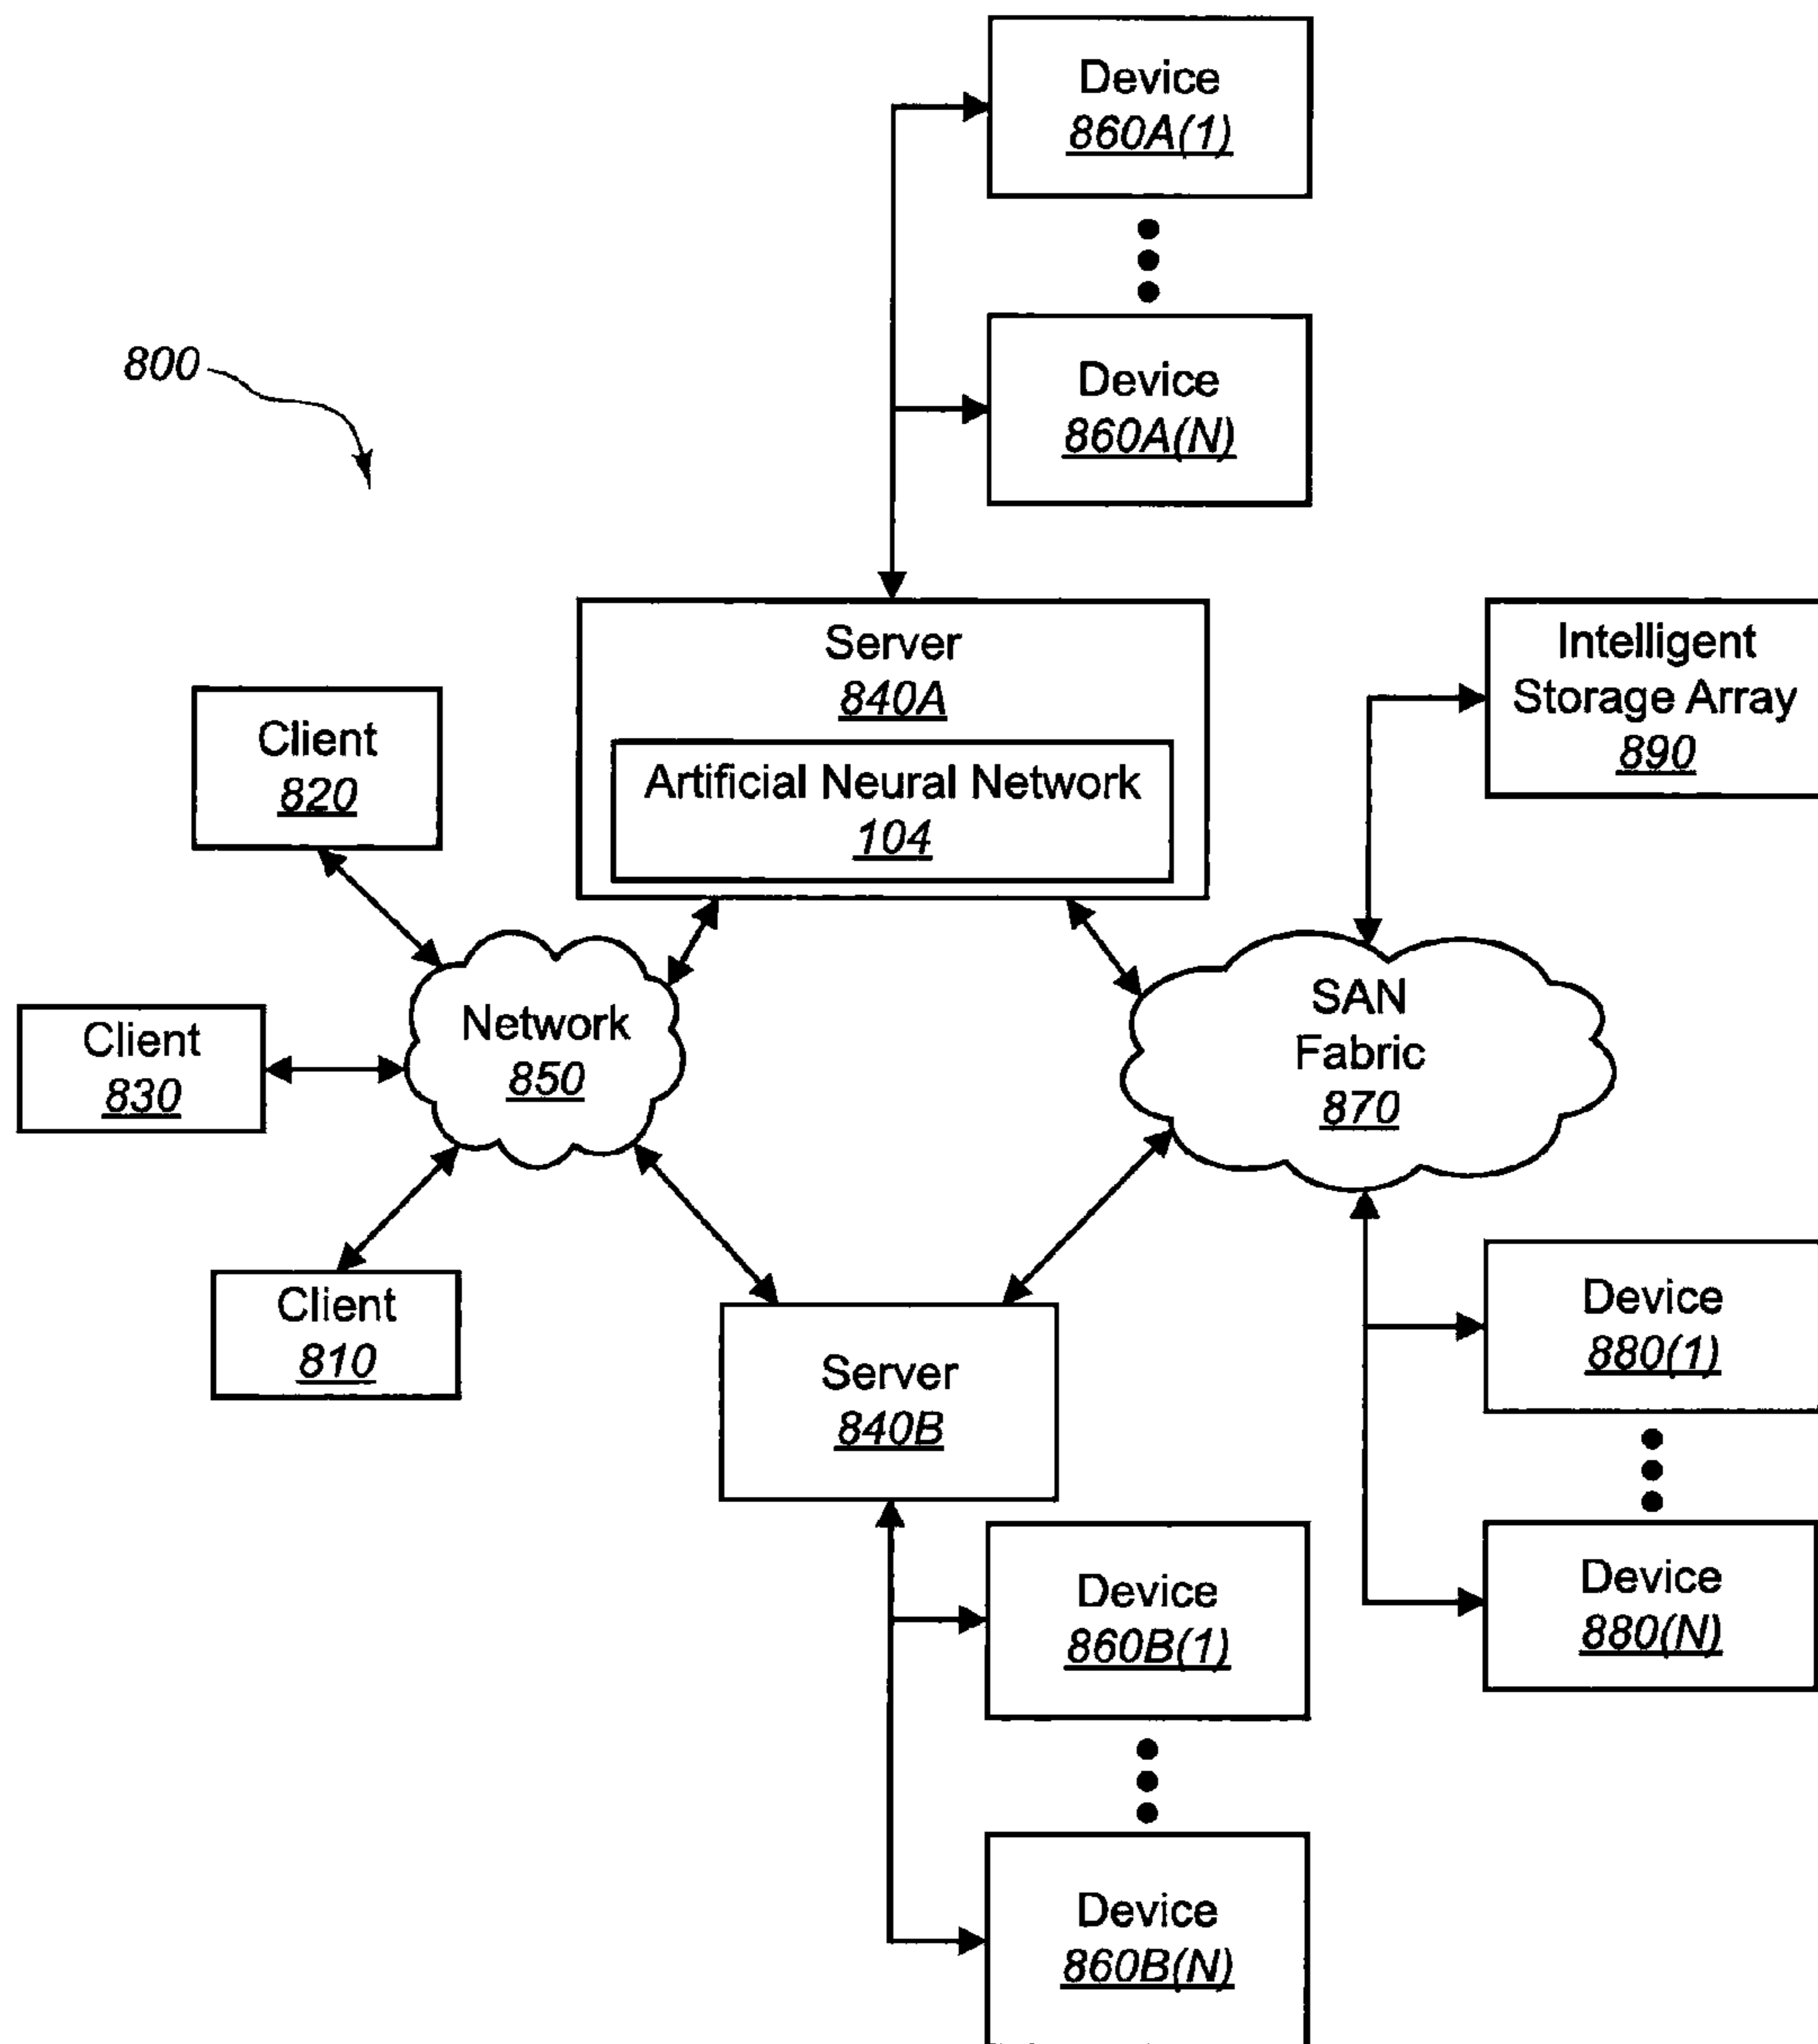 Device
860A(1)
Device
860A(N)
800
Server
840A
Artificial Neural Network
104
Intelligent
Storage Array
890
Client
820
Network
850
SAN
Fabric
870
Client
830
Client
810
Server
840B
Device
880(1)
Device
880(N)
Device
860B(1)
Device
860B(N)